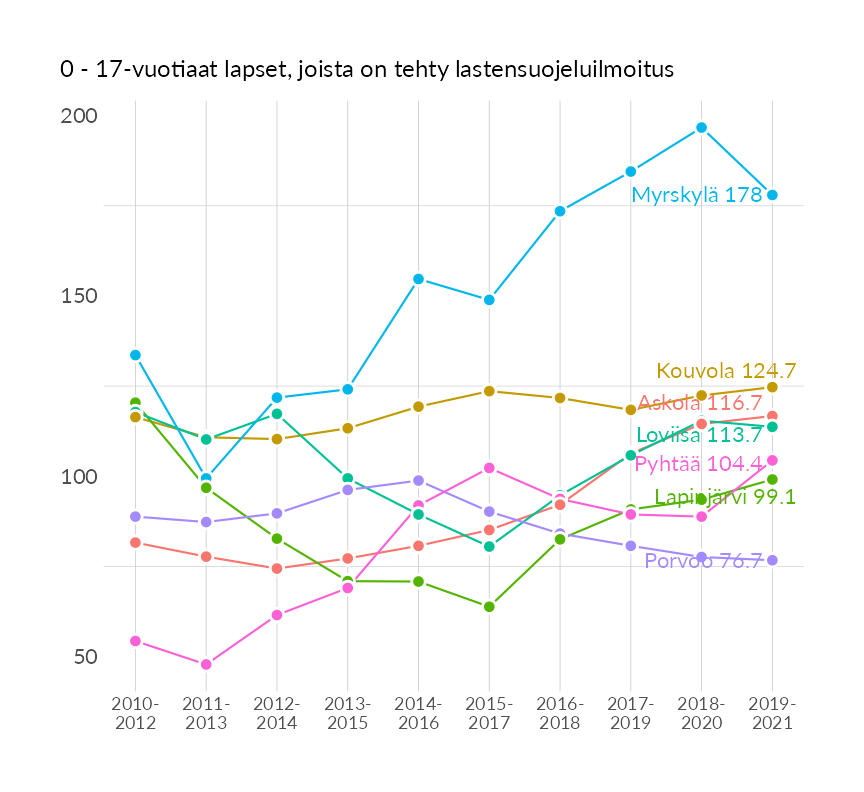 0 - 17-vuotiaat lapset, joista on tehty lastensuojeluilmoitus
200
Myrskylä 178
150
Kouvola 124.7
Askola 116.7
Loviisa 113.7
Pyhtää 104.4
100
Lapinjärvi 99.1
Porvoo 76.7
50
2010- 2011- 2012- 2013- 2014- 2015- 2016- 2017- 2018- 2019-
2012 2013 2014 2015 2016 2017 2018 2019 2020 2021